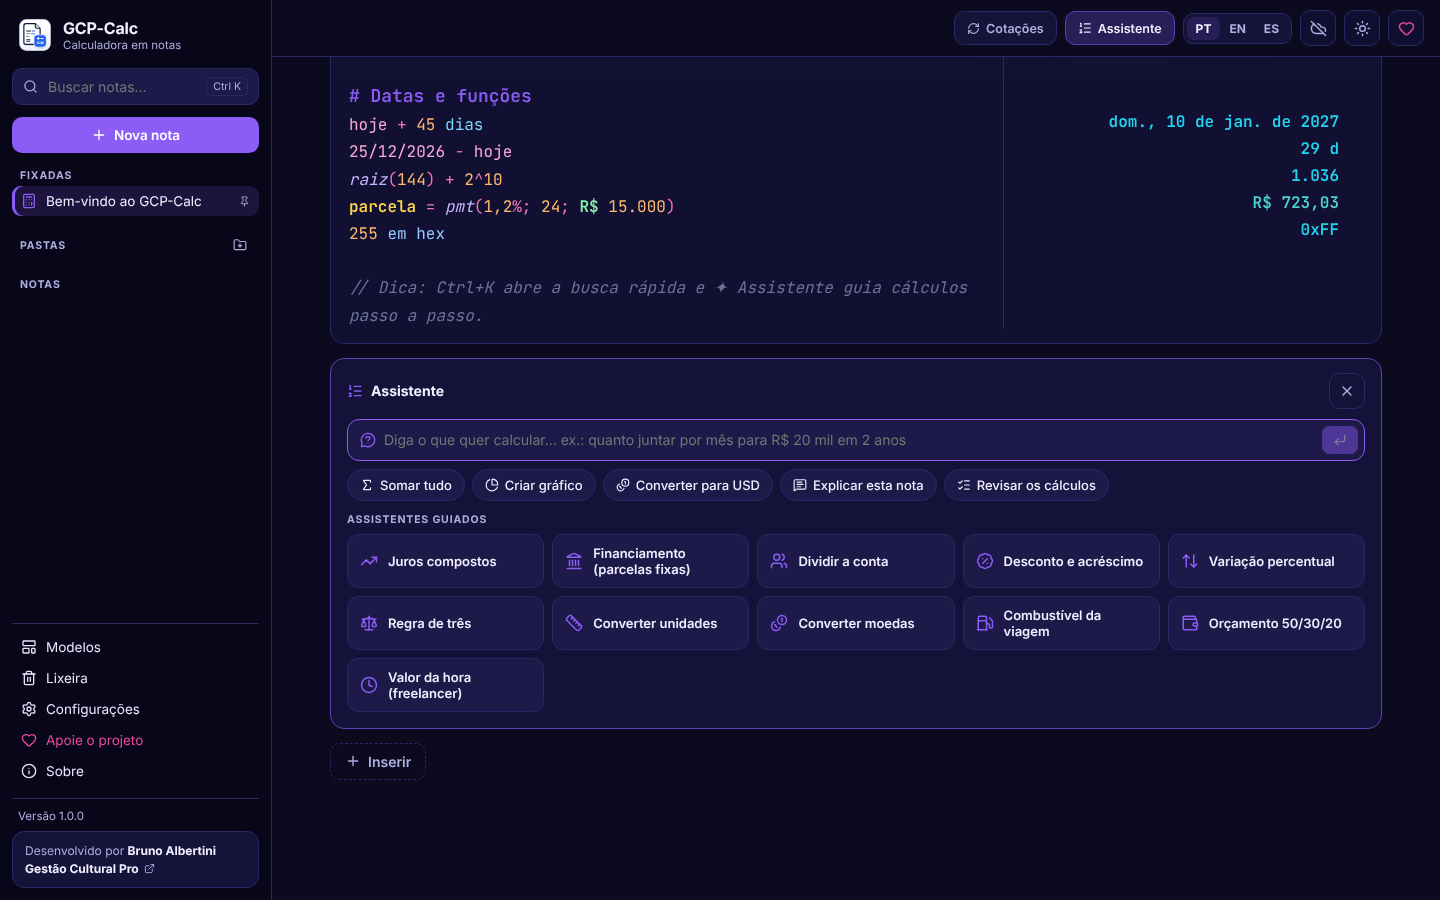 GCP-Calc
Calculadora em notas
Buscar notas...
Ctrl K
Nova nota
FIXADAS
Bem-vindo ao GCP-Calc
PASTAS
NOTAS
Modelos
Lixeira
Configurações
Apoie o projeto
Sobre
Versão 1.0.0
Desenvolvido por Bruno Albertini
Gestão Cultural Pro
Cotações
Assistente
PT EN ES
# Datas e funções
hoje + 45 dias
dom., 10 de jan. de 2027
25/12/2026 - hoje
29 d
raiz(144) + 2^10
1.036
parcela = pmt(1,2%; 24; R$ 15.000)
R$ 723,03
255 em hex
0xFF
// Dica: Ctrl+K abre a busca rápida e ✦ Assistente guia cálculos
passo a passo.
Assistente
Diga o que quer calcular... ex.: quanto juntar por mês para R$ 20 mil em 2 anos
Somar tudo
Criar gráfico
Converter para USD
Explicar esta nota
Revisar os cálculos
ASSISTENTES GUIADOS
Juros compostos
Financiamento
(parcelas fixas)
Dividir a conta
Desconto e acréscimo
Variação percentual
Regra de três
Converter unidades
Converter moedas
Combustível da
viagem
Orçamento 50/30/20
Valor da hora
(freelancer)
Inserir